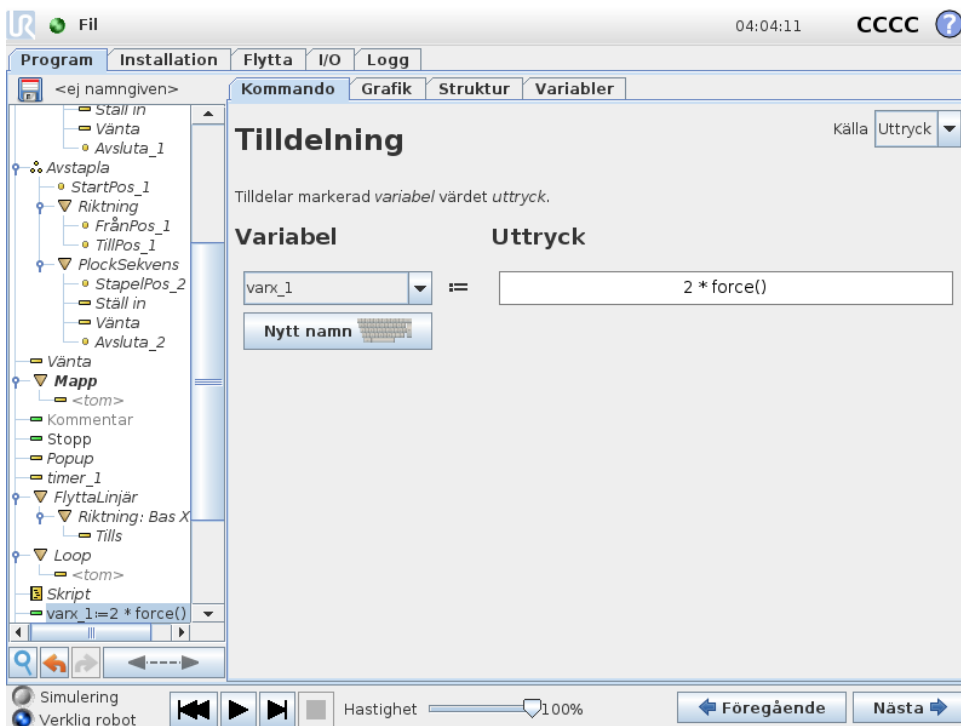 UR Fil 04:04:11 CCCC ?
Program Installation Flytta I/O Logg
<ej namngiven>
Kommando Grafik Struktur Variabler
Ställ in
Vänta
Avsluta_1
Avstapla
StartPos_1
Riktning
FrånPos_1
TillPos_1
PlockSekvens
StapelPos_2
Ställ in
Vänta
Avsluta_2
Vänta
Mapp
<tom>
Kommentar
Stopp
Popup
timer_1
FlyttaLinjär
Riktning: Bas X
Tills
Loop
<tom>
Skript
varx_1:=2 * force()
Tilldelning
Källa Uttryck
Tilldelar markerad variabel värdet uttryck.
Variabel Uttryck
varx_1 := 2 * force()
Nytt namn
Simulering
Verklig robot
Hastighet 100%
Föregående Nästa